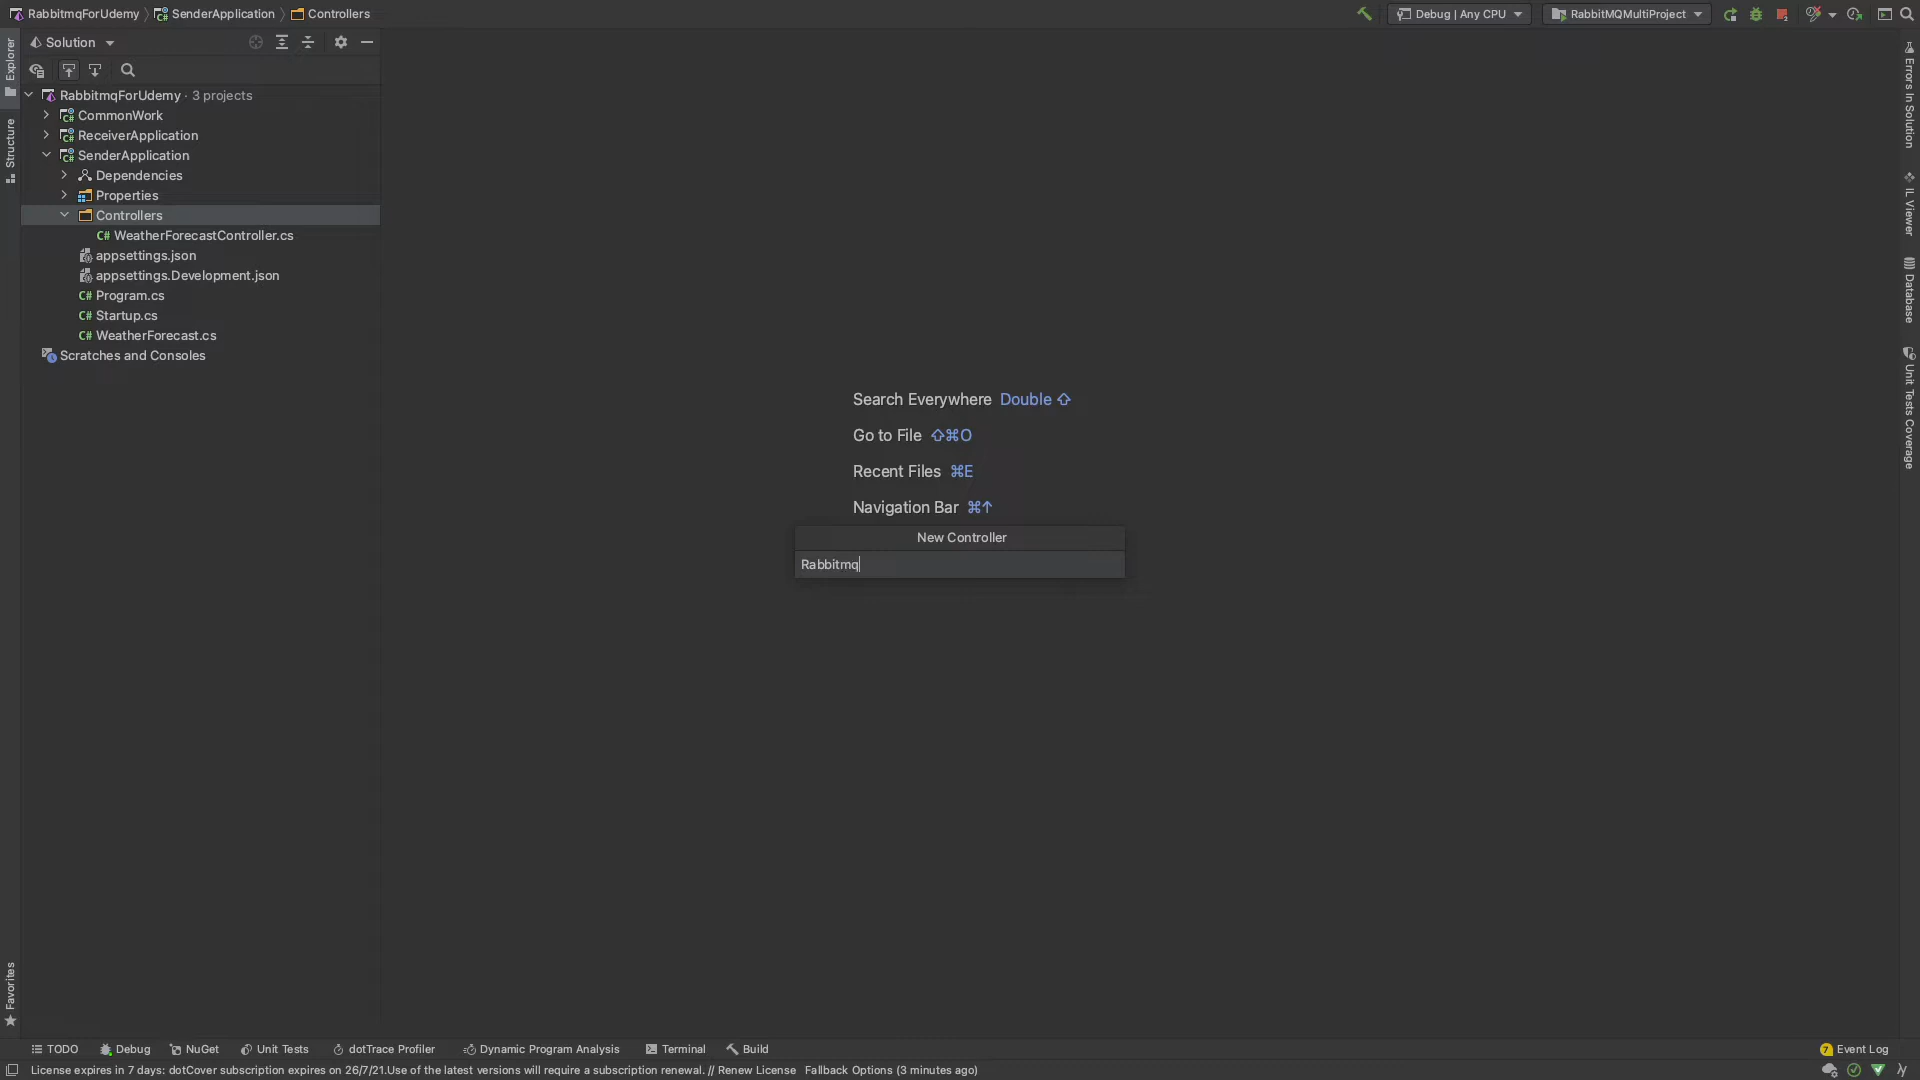 RabbitmqForUdemy SenderApplication Controllers
Debug | Any CPU RabbitMQMultiProject
Solution
Explorer
Structure
Favorites
RabbitmqForUdemy · 3 projects
CommonWork
ReceiverApplication
SenderApplication
Dependencies
Properties
Controllers
C# WeatherForecastController.cs
appsettings.json
appsettings.Development.json
C# Program.cs
C# Startup.cs
C# WeatherForecast.cs
Scratches and Consoles
Search Everywhere Double ⇧
Go to File ⇧⌘O
Recent Files ⌘E
Navigation Bar ⌘↑
New Controller
Rabbitmq
Errors In Solution
IL Viewer
Database
Unit Tests Coverage
TODO Debug NuGet Unit Tests dotTrace Profiler Dynamic Program Analysis Terminal Build 7 Event Log
License expires in 7 days: dotCover subscription expires on 26/7/21.Use of the latest versions will require a subscription renewal. // Renew License Fallback Options (3 minutes ago)